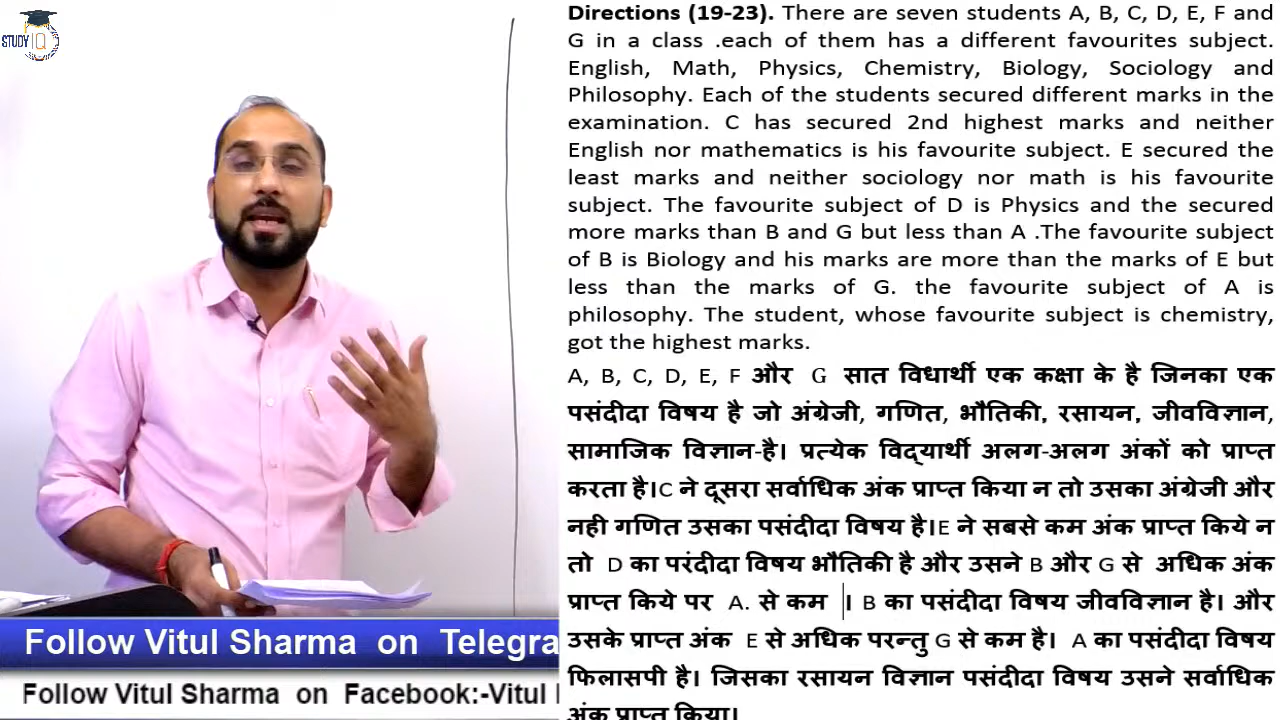 STUDY IQ
Directions (19-23). There are seven students A, B, C, D, E, F and
G in a class .each of them has a different favourites subject.
English, Math, Physics, Chemistry, Biology, Sociology and
Philosophy. Each of the students secured different marks in the
examination. C has secured 2nd highest marks and neither
English nor mathematics is his favourite subject. E secured the
least marks and neither sociology nor math is his favourite
subject. The favourite subject of D is Physics and the secured
more marks than B and G but less than A .The favourite subject
of B is Biology and his marks are more than the marks of E but
less than the marks of G. the favourite subject of A is
philosophy. The student, whose favourite subject is chemistry,
got the highest marks.
A, B, C, D, E, F और G सात विधार्थी एक कक्षा के है जिनका एक
पसंदीदा विषय है जो अंग्रेजी, गणित, भौतिकी, रसायन, जीवविज्ञान,
सामाजिक विज्ञान-है। प्रत्येक विद्यार्थी अलग-अलग अंकों को प्राप्त
करता है।C ने दूसरा सर्वाधिक अंक प्राप्त किया न तो उसका अंग्रेजी और
नही गणित उसका पसंदीदा विषय है।E ने सबसे कम अंक प्राप्त किये न
तो D का परंदीदा विषय भौतिकी है और उसने B और G से अधिक अंक
प्राप्त किये पर A. से कम । B का पसंदीदा विषय जीवविज्ञान है। और
उसके प्राप्त अंक E से अधिक परन्तु G से कम है। A का पसंदीदा विषय
फिलासपी है। जिसका रसायन विज्ञान पसंदीदा विषय उसने सर्वाधिक
अंक प्राप्त किया।
Follow Vitul Sharma on Telegra
Follow Vitul Sharma on Facebook:-Vitul